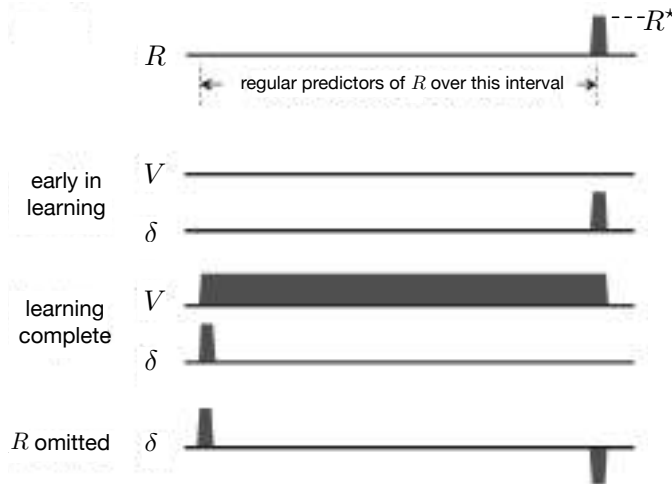 R⋆
R
regular predictors of R over this interval
early in
learning
V
δ
learning
complete
V
δ
R omitted
δ